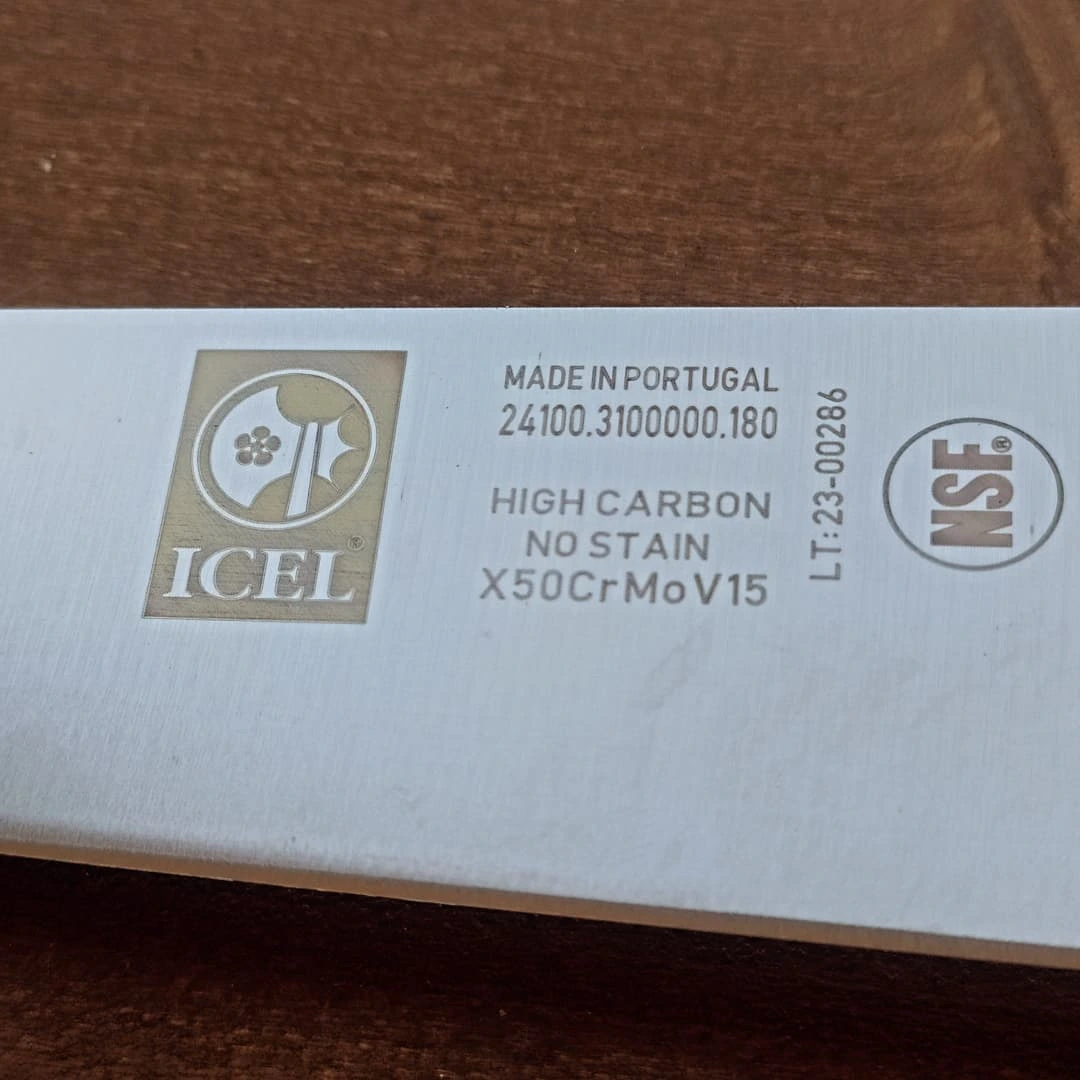 ICEL®
MADE IN PORTUGAL
24100.3100000.180
HIGH CARBON
NO STAIN
X50CrMoV15
LT:23-00286
NSF®